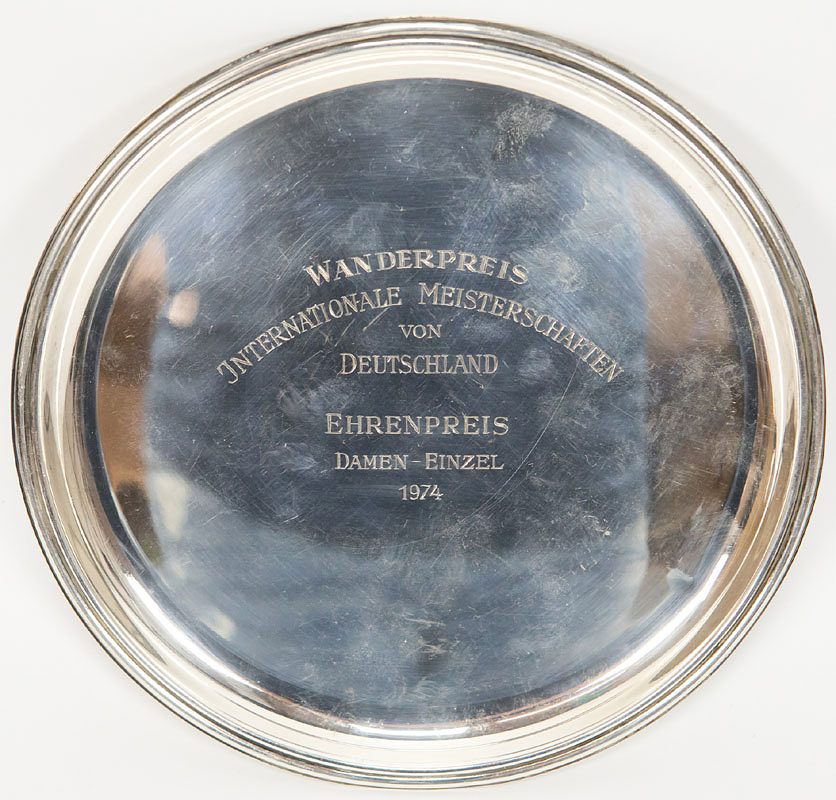 WANDERPREIS
INTERNATIONALE MEISTERSCHAFTEN
VON
DEUTSCHLAND
EHRENPREIS
DAMEN-EINZEL
1974